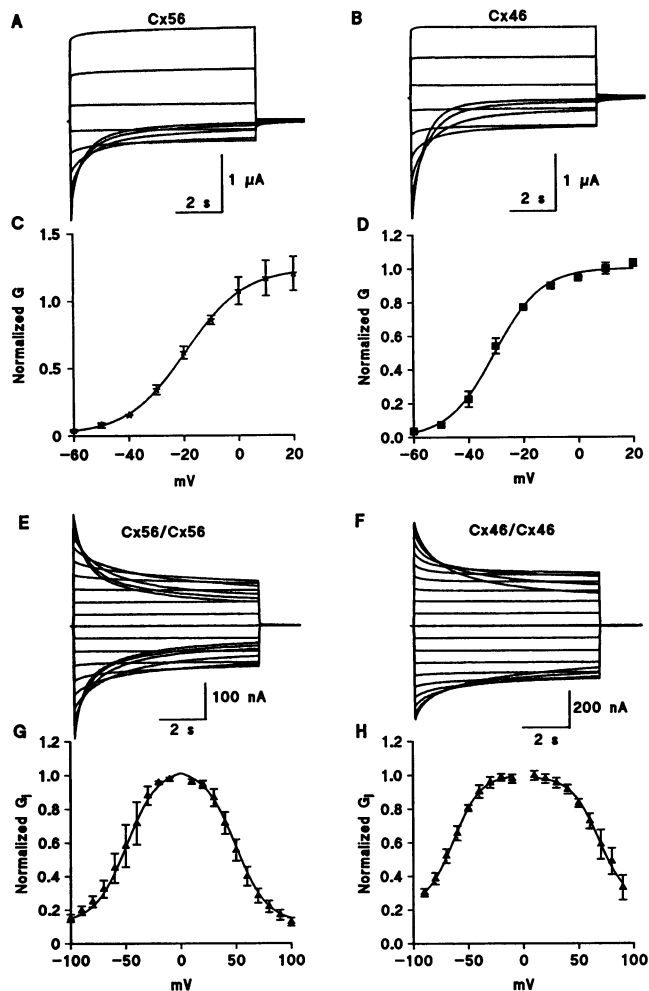 A
Cx56
B
Cx46
1 μA
2 s
1 μA
2 s
C
1.5
1.0
0.5
0
Normalized G
−60 −40 −20 0 20
mV
D
1.2
1.0
0.8
0.6
0.4
0.2
0.0
Normalized G
−60 −40 −20 0 20
mV
E
Cx56/Cx56
100 nA
2 s
F
Cx46/Cx46
200 nA
2 s
G
1.2
1.0
0.8
0.6
0.4
0.2
0
Normalized Gj
−100 −50 0 50 100
mV
H
1.2
1.0
0.8
0.6
0.4
0.2
0.0
Normalized Gj
−100 −50 0 50 100
mV